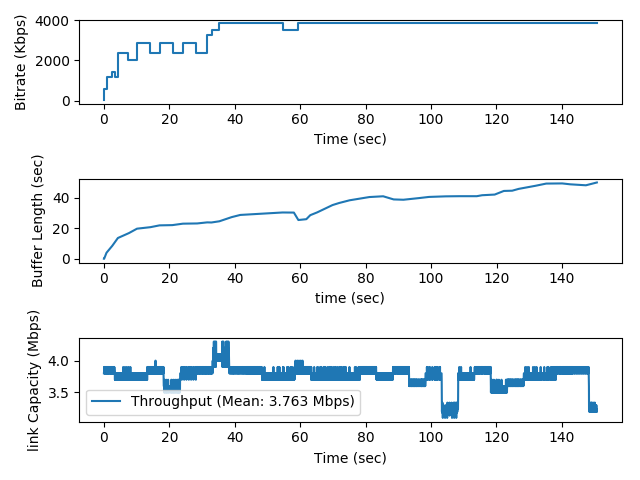 Bitrate (Kbps)
4000
2000
0
0 20 40 60 80 100 120 140
Time (sec)
Buffer Length (sec)
40
20
0
0 20 40 60 80 100 120 140
time (sec)
link Capacity (Mbps)
4.0
3.5
Throughput (Mean: 3.763 Mbps)
0 20 40 60 80 100 120 140
Time (sec)